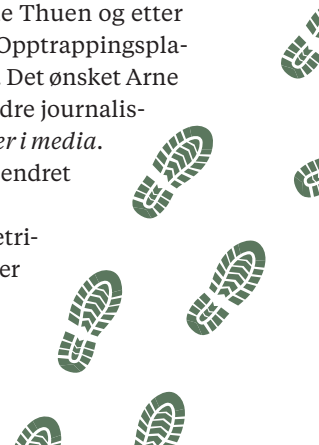 Thuen og etter
Opptrappingspla-
Det ønsket Arne
dre journalis-
er i media.
endret
etri-
er